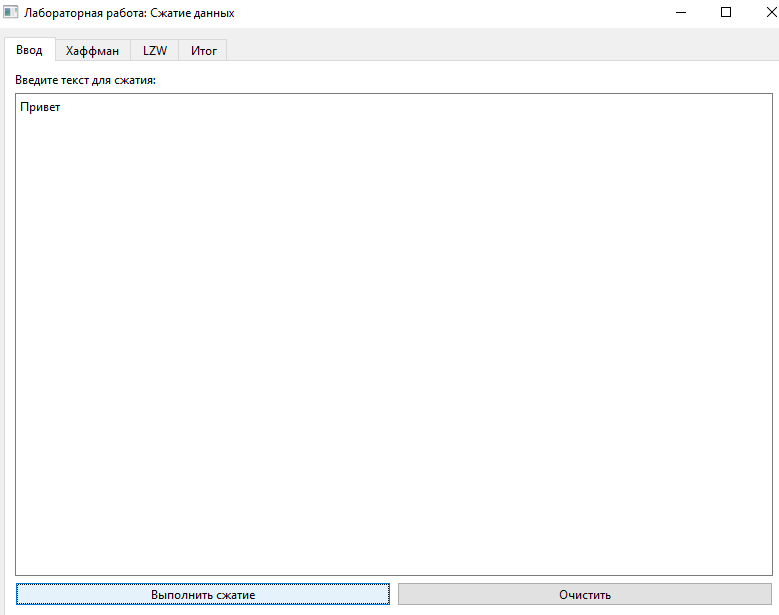 Лабораторная работа: Сжатие данных
Ввод Хаффман LZW Итог
Введите текст для сжатия:
Привет
Выполнить сжатие Очистить